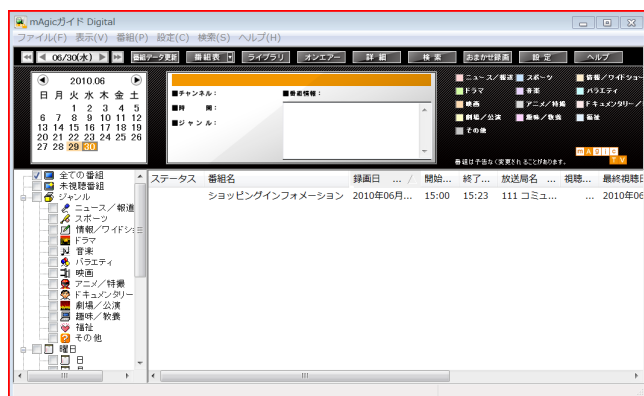 mAgicガイド Digital
ファイル(F) 表示(V) 番組(P) 設定(C) 検索(S) ヘルプ(H)
06/30(水) 番組データ更新 番組表 ライブラリ オンエアー 詳細 検索 おまかせ録画 設定 ヘルプ
2010.06
日 月 火 水 木 金 土
1 2 3 4 5
6 7 8 9 10 11 12
13 14 15 16 17 18 19
20 21 22 23 24 25 26
27 28 29 30
■チャンネル: ■番組情報:
■時 間:
■ジャンル:
ニュース/報道 スポーツ 情報/ワイドショー
ドラマ 音楽 バラエティ
映画 アニメ/特撮 ドキュメンタリー/
劇場/公演 趣味/教養 福祉
その他
番組は予告なく変更されることがあります。
magic TV
全ての番組
未視聴番組
ジャンル
ニュース/報道
スポーツ
情報/ワイドショ
ドラマ
音楽
バラエティ
映画
アニメ/特撮
ドキュメンタリー
劇場/公演
趣味/教養
福祉
その他
曜日
日
ステータス 番組名 録画日 ... / 開始... 終了... 放送局名 ... 視聴... 最終視聴日
ショッピングインフォメーション 2010年06月... 15:00 15:23 111 コミュ... ... 2010年06